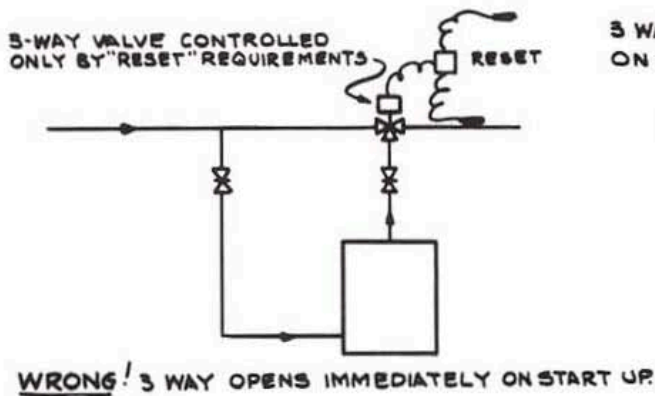 3-WAY VALVE CONTROLLED
ONLY BY "RESET" REQUIREMENTS
RESET
3 WA
ON
WRONG! 3 WAY OPENS IMMEDIATELY ON START UP.